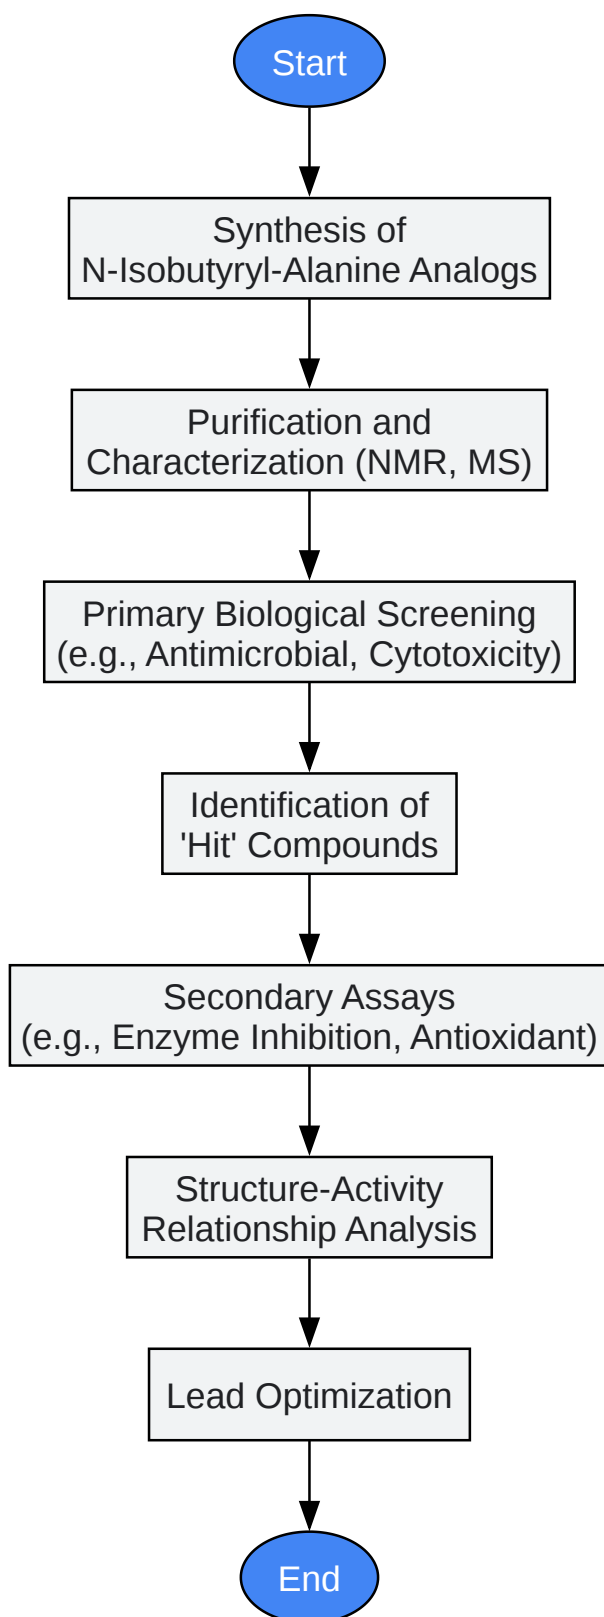 Start
Synthesis of
N-Isobutyryl-Alanine Analogs
Purification and
Characterization (NMR, MS)
Primary Biological Screening
(e.g., Antimicrobial, Cytotoxicity)
Identification of
'Hit' Compounds
Secondary Assays
(e.g., Enzyme Inhibition, Antioxidant)
Structure-Activity
Relationship Analysis
Lead Optimization
End